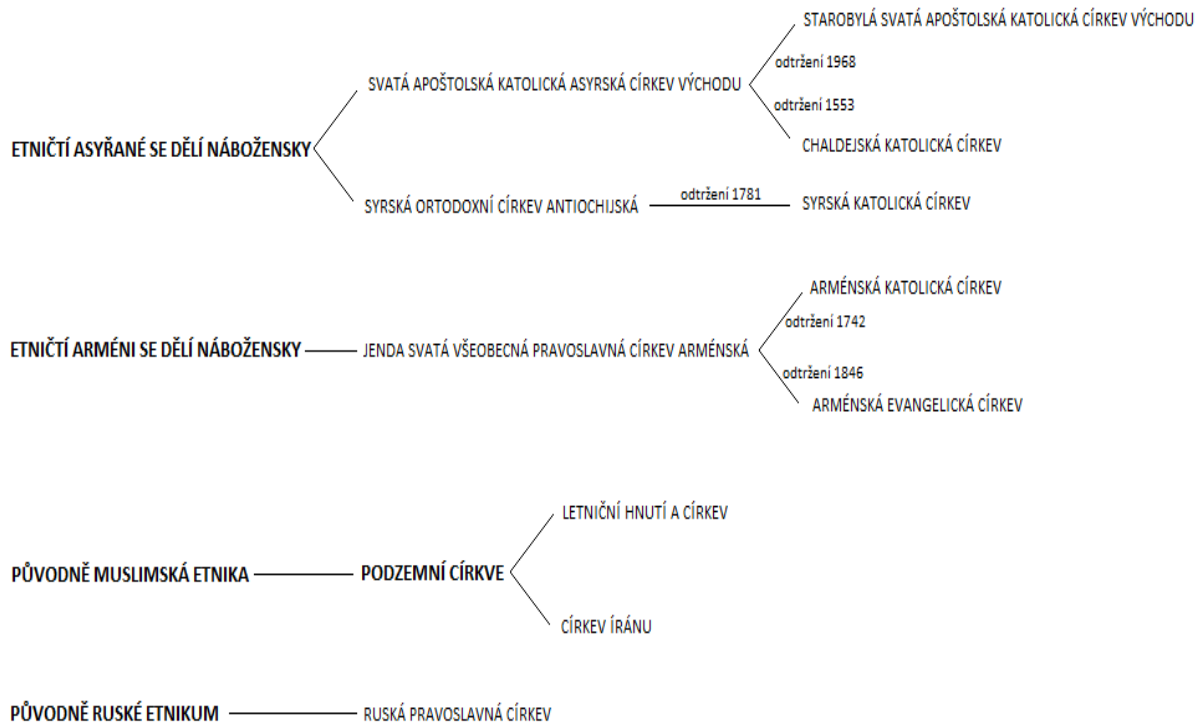 STAROBYLÁ SVATÁ APOŠTOLSKÁ KATOLICKÁ CÍRKEV VÝCHODU
odtržení 1968
SVATÁ APOŠTOLSKÁ KATOLICKÁ ASYRSKÁ CÍRKEV VÝCHODU
odtržení 1553
CHALDEJSKÁ KATOLICKÁ CÍRKEV
ETNIČTÍ ASYŘANÉ SE DĚLÍ NÁBOŽENSKY
SYRSKÁ ORTODOXNÍ CÍRKEV ANTIOCHIJSKÁ
odtržení 1781
SYRSKÁ KATOLICKÁ CÍRKEV
ARMÉNSKÁ KATOLICKÁ CÍRKEV
odtržení 1742
ETNIČTÍ ARMÉNI SE DĚLÍ NÁBOŽENSKY
JENDA SVATÁ VŠEOBECNÁ PRAVOSLAVNÁ CÍRKEV ARMÉNSKÁ
odtržení 1846
ARMÉNSKÁ EVANGELICKÁ CÍRKEV
LETNIČNÍ HNUTÍ A CÍRKEV
PŮVODNĚ MUSLIMSKÁ ETNIKA
PODZEMNÍ CÍRKVE
CÍRKEV ÍRÁNU
PŮVODNĚ RUSKÉ ETNIKUM
RUSKÁ PRAVOSLAVNÁ CÍRKEV